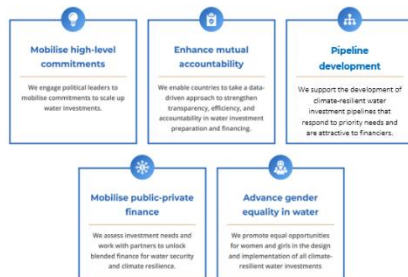 Mobilise high-level
commitments
We engage political leaders to
mobilise commitments to scale up
water investments.
Enhance mutual
accountability
We enable countries to take a data-
driven approach to strengthen
transparency, efficiency, and
accountability in water investment
preparation and financing.
Pipeline
development
We support the development of
climate-resilient water
investment pipelines that
respond to priority needs and
are attractive to financiers.
Mobilise public-private
finance
We assess investment needs and
work with partners to unlock
blended finance for water security
and climate resilience.
Advance gender
equality in water
We promote equal opportunities
for women and girls in the design
and implementation of all climate-
resilient water investments